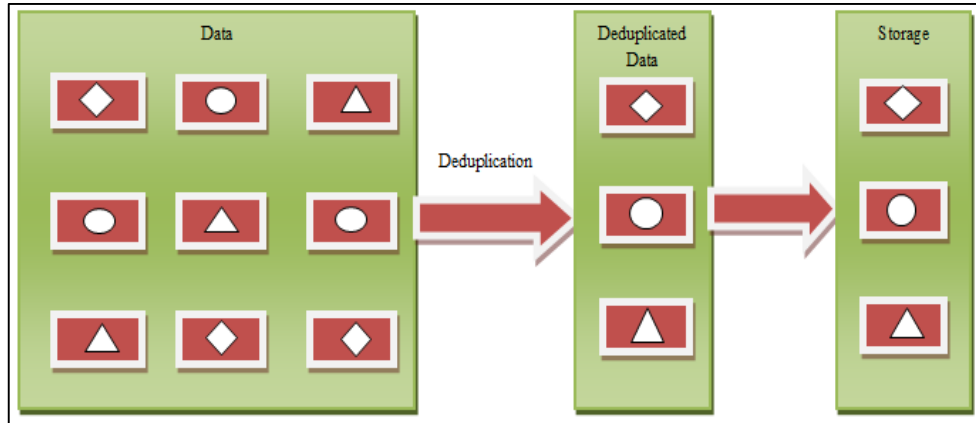 Data
Deduplication
Deduplicated
Data
Storage